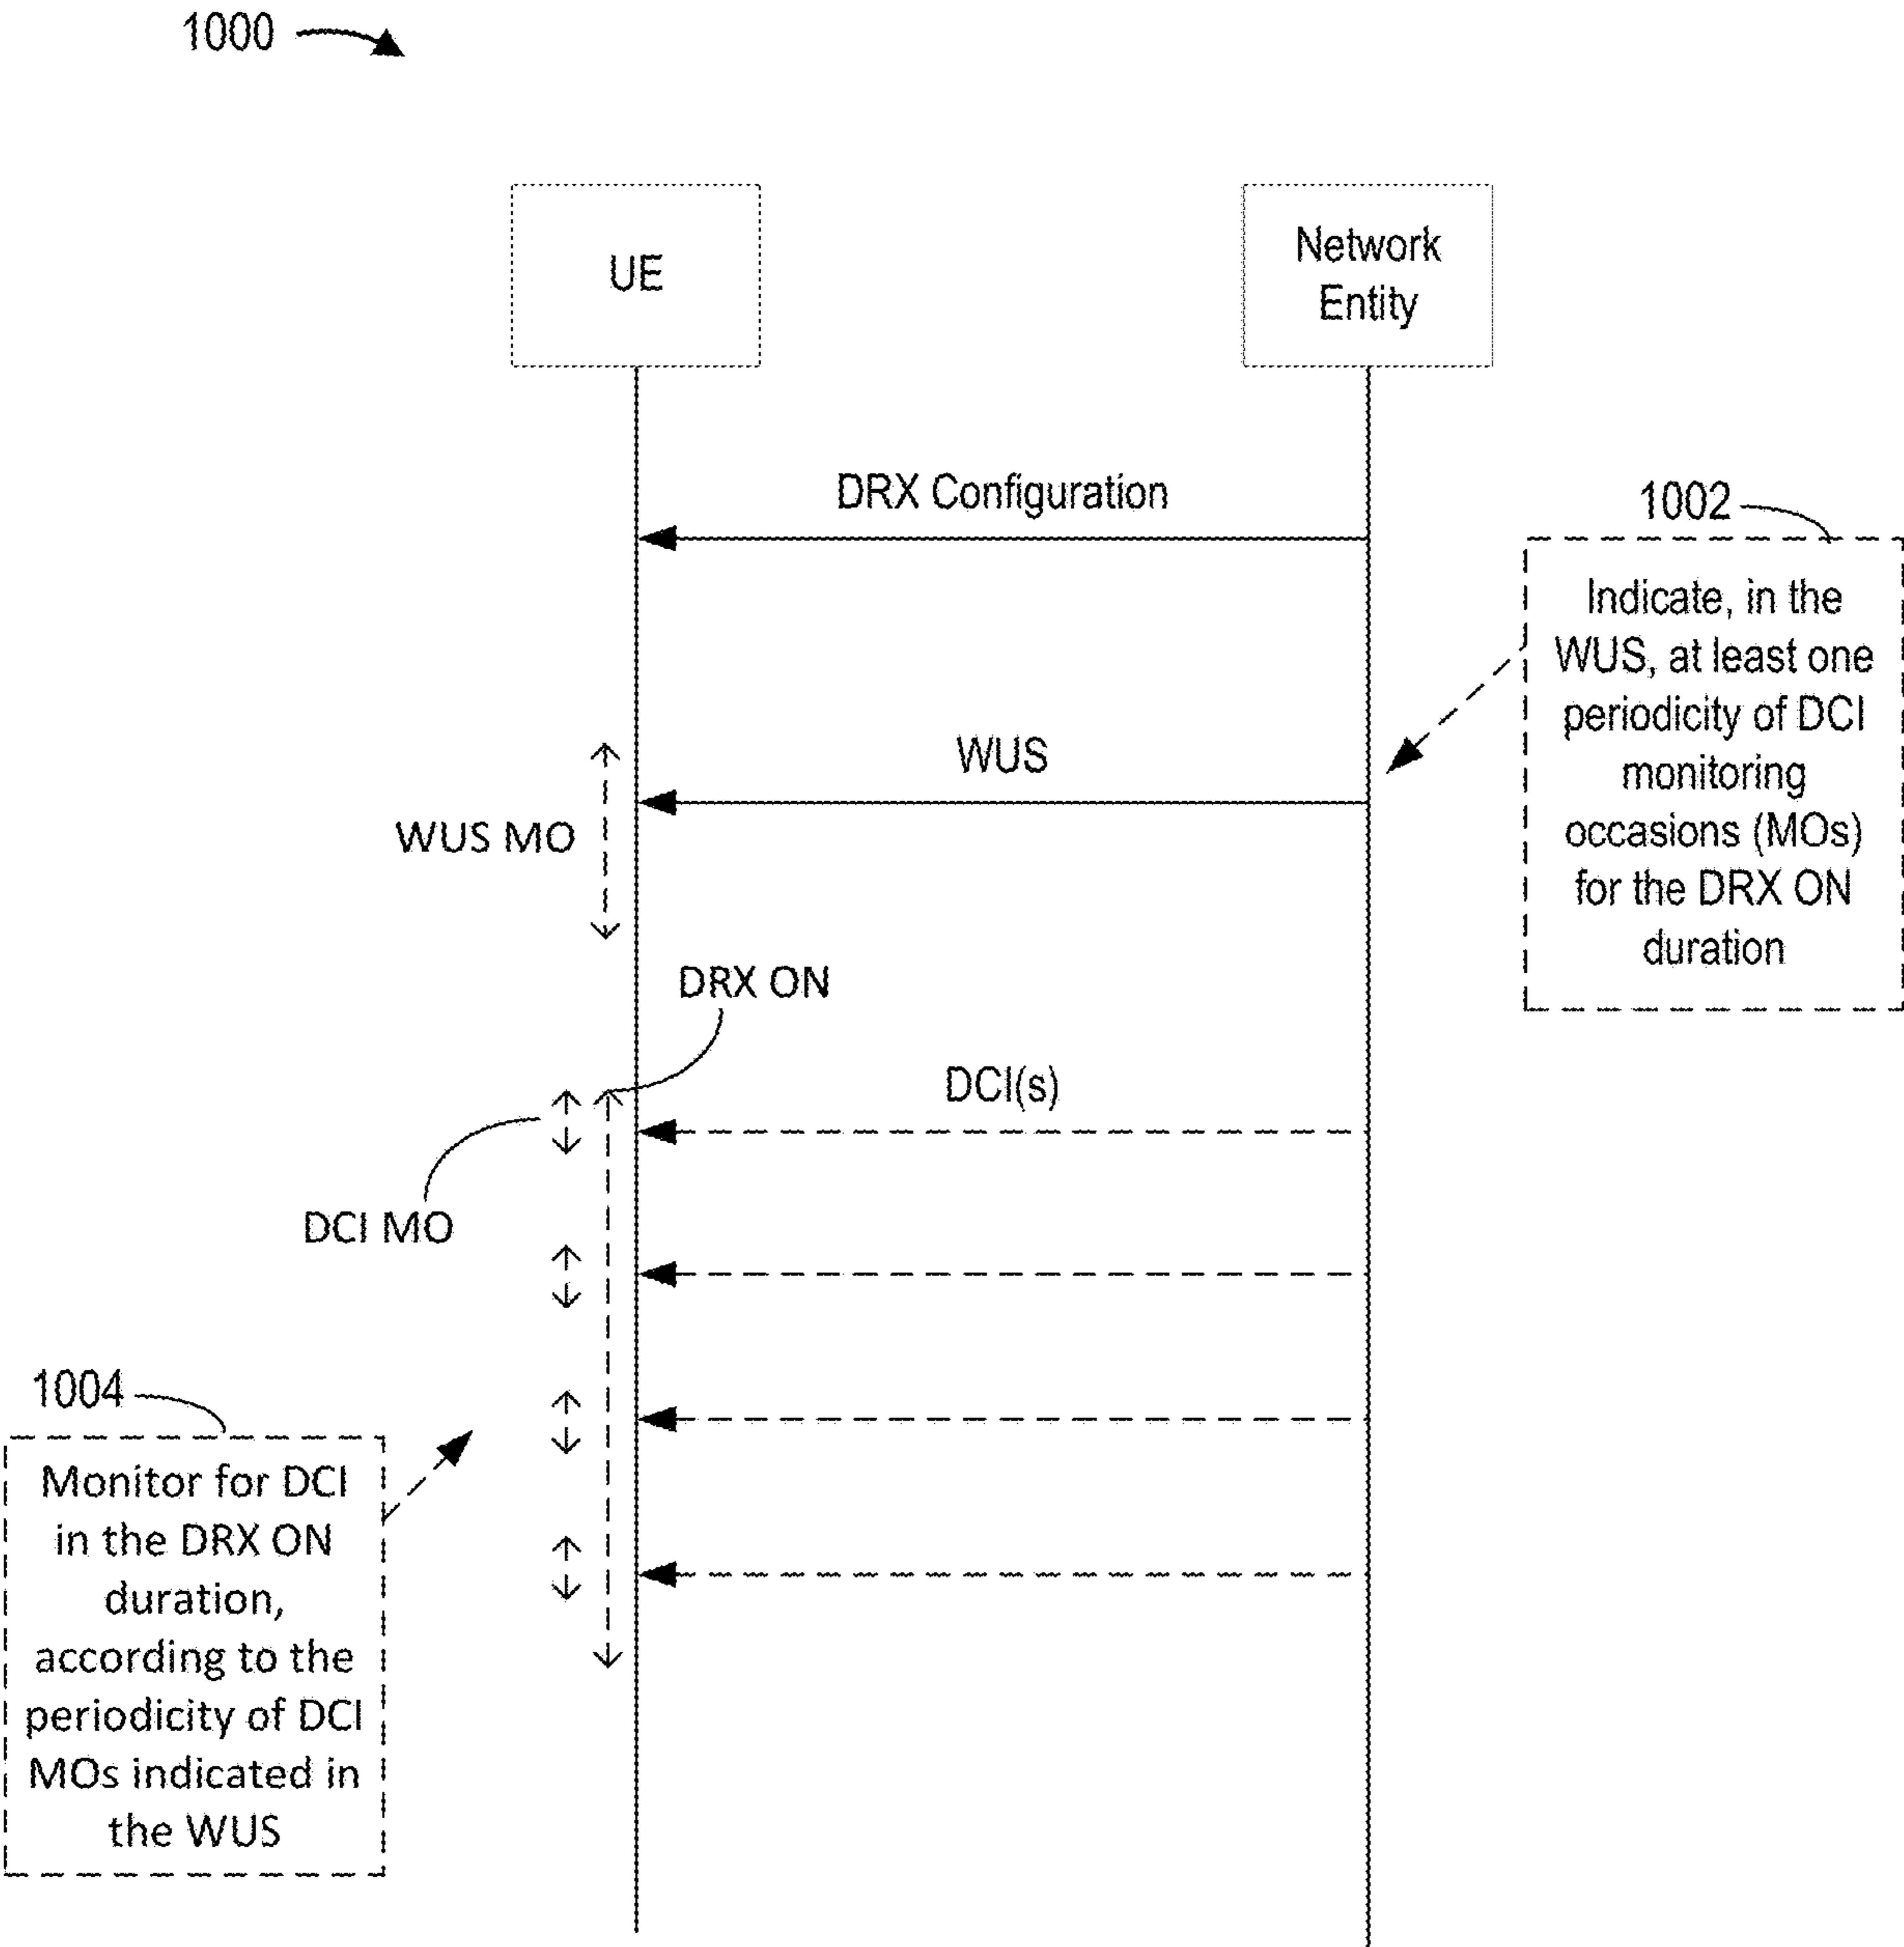 1000
UE
Network
Entity
DRX Configuration
1002
Indicate, in the
WUS, at least one
periodicity of DCI
monitoring
occasions (MOs)
for the DRX ON
duration
WUS
WUS MO
DRX ON
DCI(s)
DCI MO
1004
Monitor for DCI
in the DRX ON
duration,
according to the
periodicity of DCI
MOs indicated in
the WUS